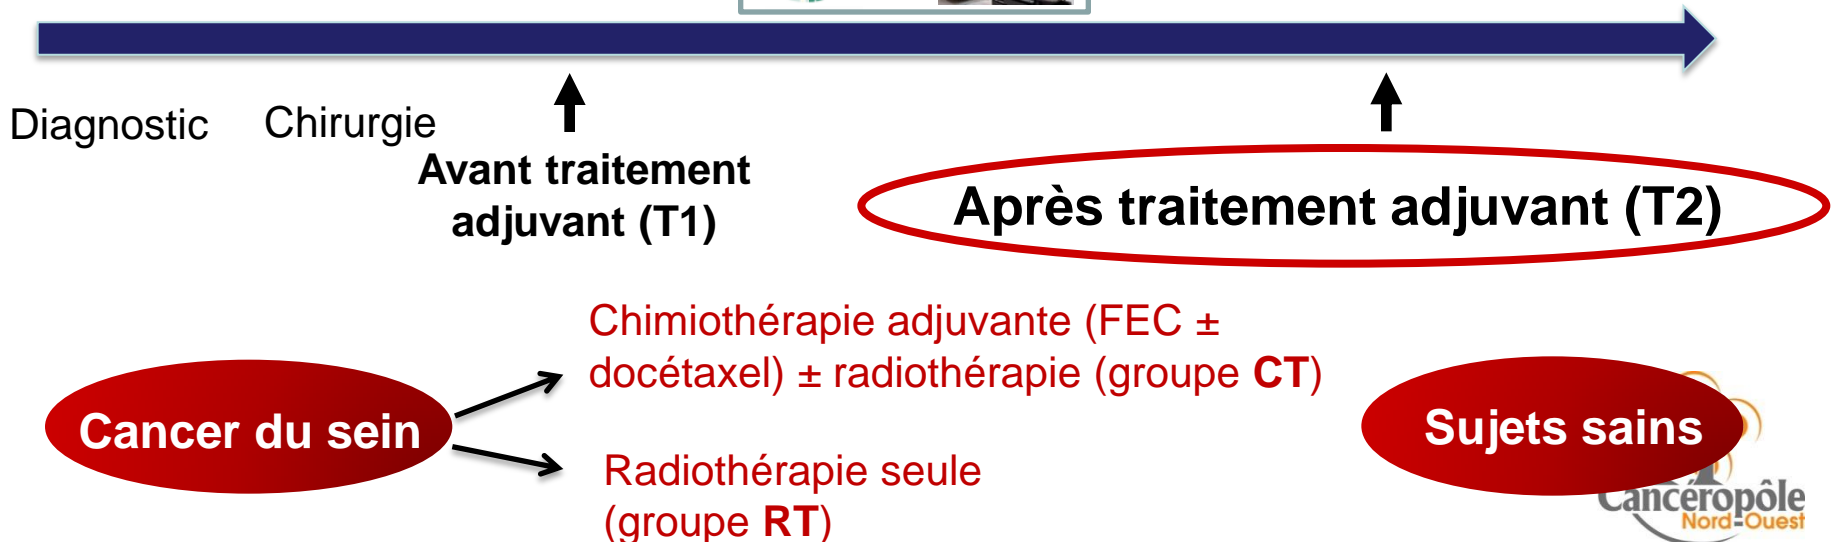 Diagnostic
Chirurgie
Avant traitement
adjuvant (T1)
Après traitement adjuvant (T2)
Chimiothérapie adjuvante (FEC ±
docétaxel) ± radiothérapie (groupe CT)
Cancer du sein
Radiothérapie seule
(groupe RT)
Sujets sains
Cancéropôle
Nord-Ouest